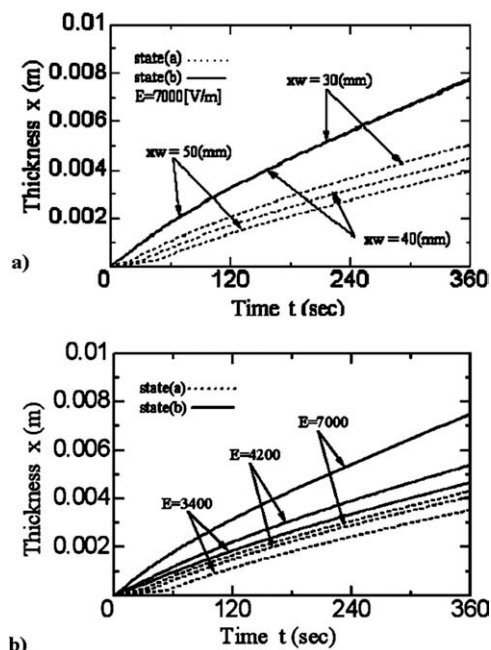 0.01
state(a)
state(b)
E=7000[V/m]
xw = 30(mm)
0.008
0.006
xw = 50(mm)
0.004
0.002
xw = 40(mm)
Thickness x (m)
a)
0 120 240 360
Time t (sec)
0.01
state(a)
state(b)
0.008
E=7000
0.006
E=4200
0.004
E=3400
0.002
Thickness x (m)
0 120 240 360
Time t (sec)
b)